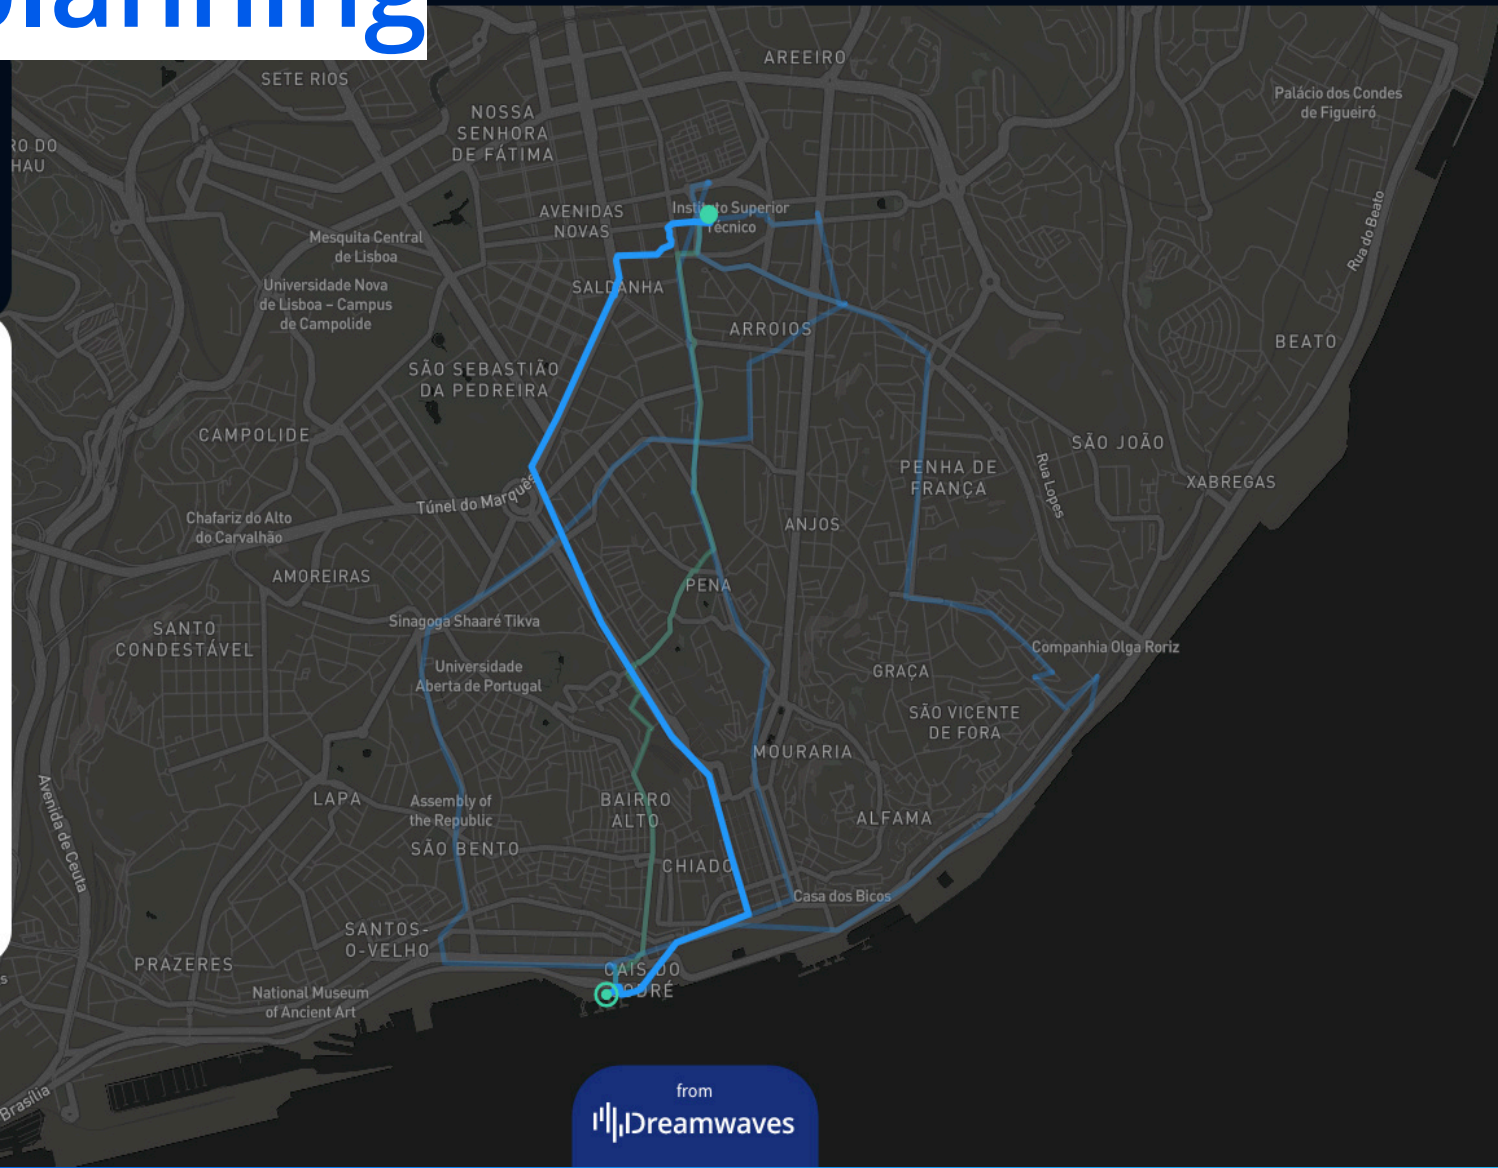 planning
SETE RIOS
AREEIRO
Palácio dos Condes
de Figueiró
NOSSA
SENHORA
DE FÁTIMA
RO DO
HAU
AVENIDAS
NOVAS
Instituto Superior
Técnico
Rua do Beato
Mesquita Central
de Lisboa
Universidade Nova
de Lisboa – Campus
de Campolide
SALDANHA
ARROIOS
BEATO
SÃO SEBASTIÃO
DA PEDREIRA
CAMPOLIDE
SÃO JOÃO
PENHA DE
FRANÇA
Rua Lopes
XABREGAS
Túnel do Marquês
Chafariz do Alto
do Carvalhão
ANJOS
AMOREIRAS
PENA
Sinagoga Shaaré Tikva
SANTO
CONDESTÁVEL
Companhia Olga Roriz
Universidade
Aberta de Portugal
GRAÇA
SÃO VICENTE
DE FORA
MOURARIA
Avenida de Ceuta
LAPA
Assembly of
the Republic
BAIRRO
ALTO
ALFAMA
SÃO BENTO
CHIADO
Casa dos Bicos
SANTOS-
O-VELHO
PRAZERES
CAIS DO
SODRÉ
s
National Museum
of Ancient Art
Brasília
from
Dreamwaves